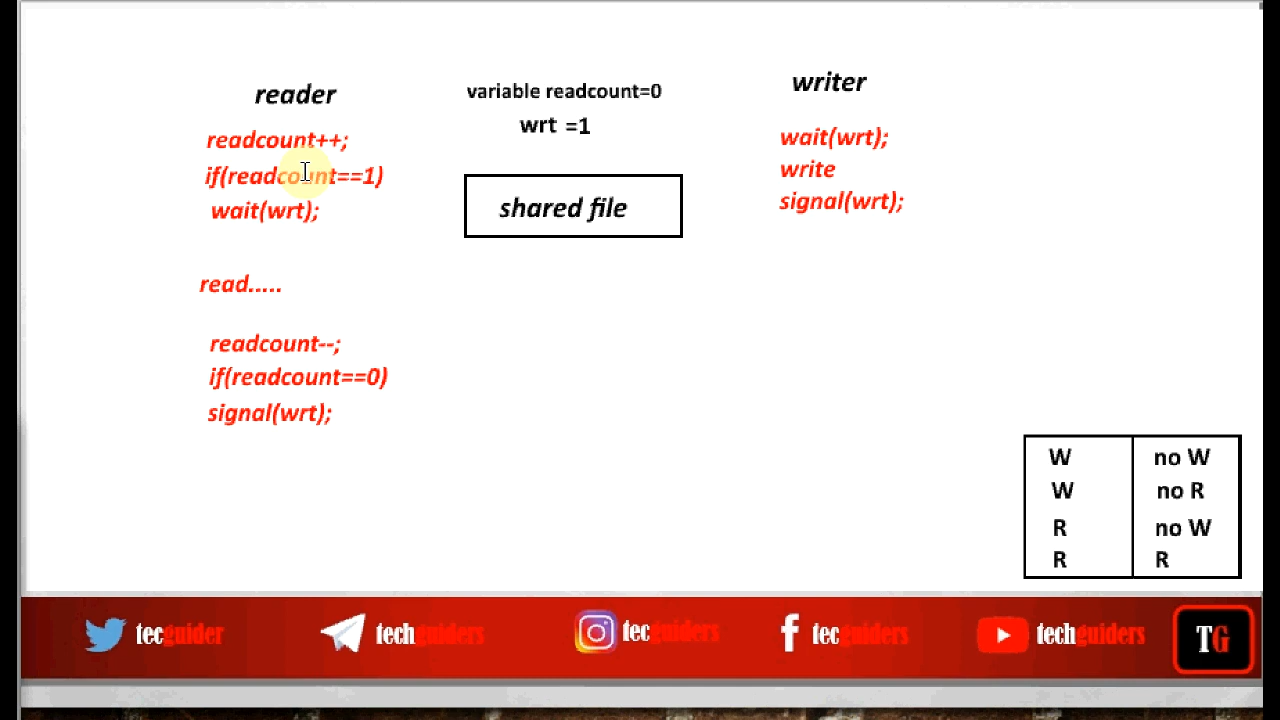 reader
readcount++;
if(readcount==1)
wait(wrt);
read.....
readcount--;
if(readcount==0)
signal(wrt);
variable readcount=0
wrt =1
shared file
writer
wait(wrt);
write
signal(wrt);
W no W
W no R
R no W
R R
tecguider
techguiders
tecguiders
tecguiders
techguiders
TG